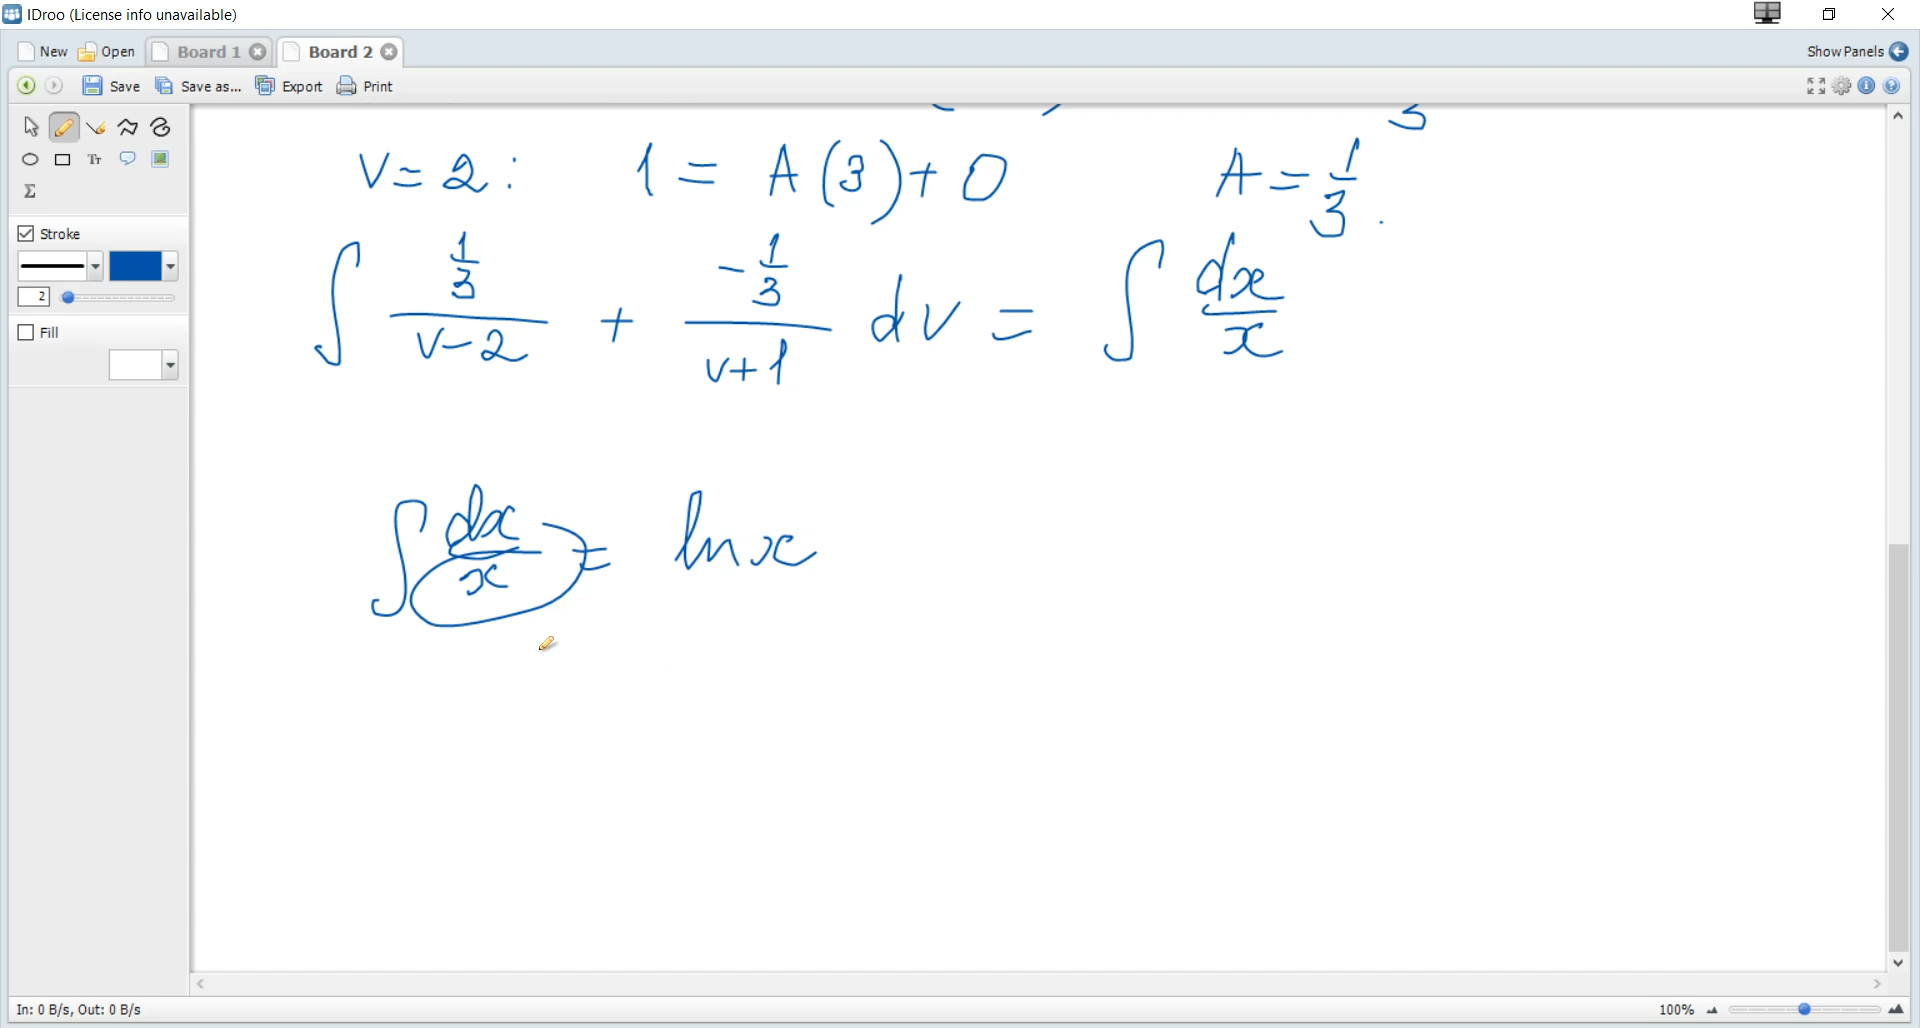 IDroo (License info unavailable)
New Open Board 1 Board 2 Show Panels
Save Save as... Export Print
Tт
Σ
Stroke
2
Fill
3
v = 2 : 1 = A (3) + 0 A = 1/3 .
∫ (1/3)/(v-2) + (-1/3)/(v+1) dv = ∫ dx/x
∫ dx/x = ln x
In: 0 B/s, Out: 0 B/s 100%